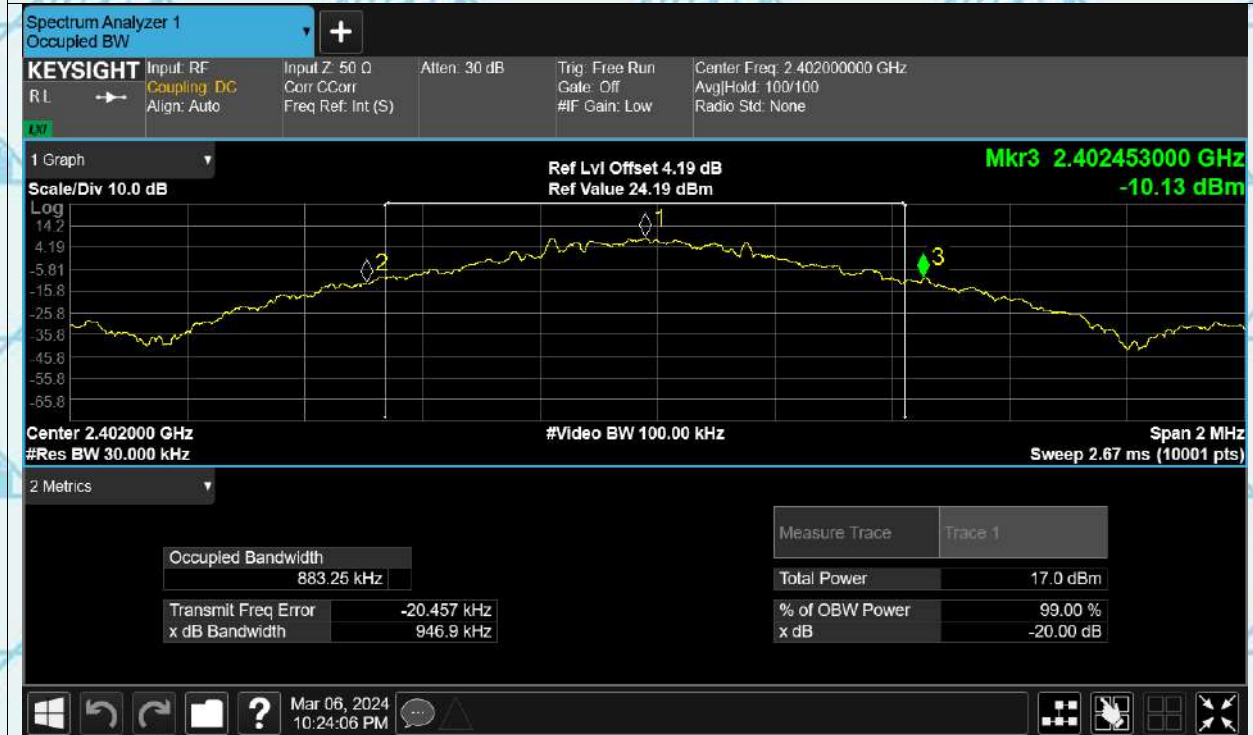 Spectrum Analyzer 1
Occupied BW
+
KEYSIGHT
R L
LXI
Input: RF
Coupling: DC
Align: Auto
Input Z: 50 Ω
Corr CCorr
Freq Ref: Int (S)
Atten: 30 dB
Trig: Free Run
Gate: Off
#IF Gain: Low
Center Freq: 2.402000000 GHz
Avg|Hold: 100/100
Radio Std: None
1 Graph
Scale/Div 10.0 dB
Ref Lvl Offset 4.19 dB
Ref Value 24.19 dBm
Mkr3 2.402453000 GHz
-10.13 dBm
Log
14.2
4.19
-5.81
-15.8
-25.8
-35.8
-45.8
-55.8
-65.8
1
2
3
Center 2.402000 GHz
#Video BW 100.00 kHz
Span 2 MHz
#Res BW 30.000 kHz
Sweep 2.67 ms (10001 pts)
2 Metrics
Measure Trace Trace 1
Occupied Bandwidth
883.25 kHz
Total Power 17.0 dBm
Transmit Freq Error -20.457 kHz
% of OBW Power 99.00 %
x dB Bandwidth 946.9 kHz
x dB -20.00 dB
?
Mar 06, 2024
10:24:06 PM